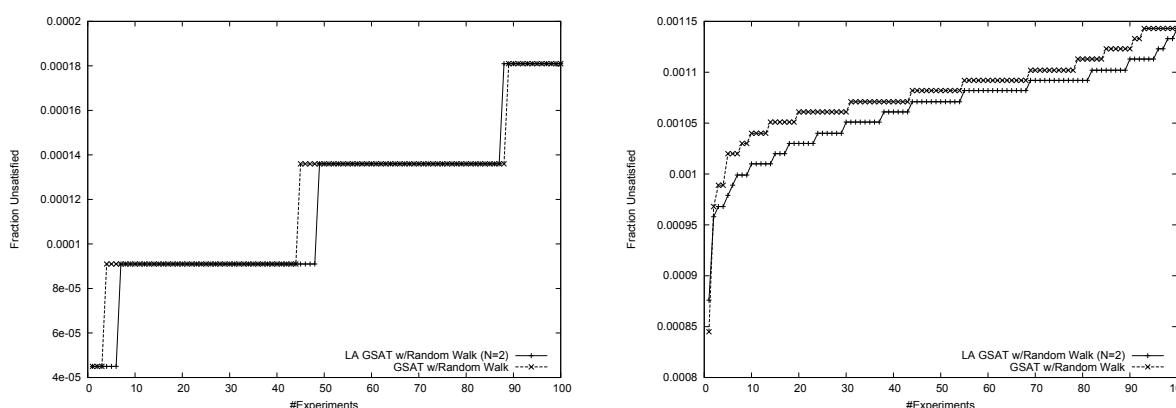 0.0002
0.00018
0.00016
0.00014
0.00012
0.0001
8e-05
6e-05
4e-05
Fraction Unsatisfied
0 10 20 30 40 50 60 70 80 90 100
#Experiments
LA GSAT w/Random Walk (N=2)
GSAT w/Random Walk
0.00115
0.0011
0.00105
0.001
0.00095
0.0009
0.00085
0.0008
Fraction Unsatisfied
0 10 20 30 40 50 60 70 80 90 100
#Experiments
LA GSAT w/Random Walk (N=2)
GSAT w/Random Walk